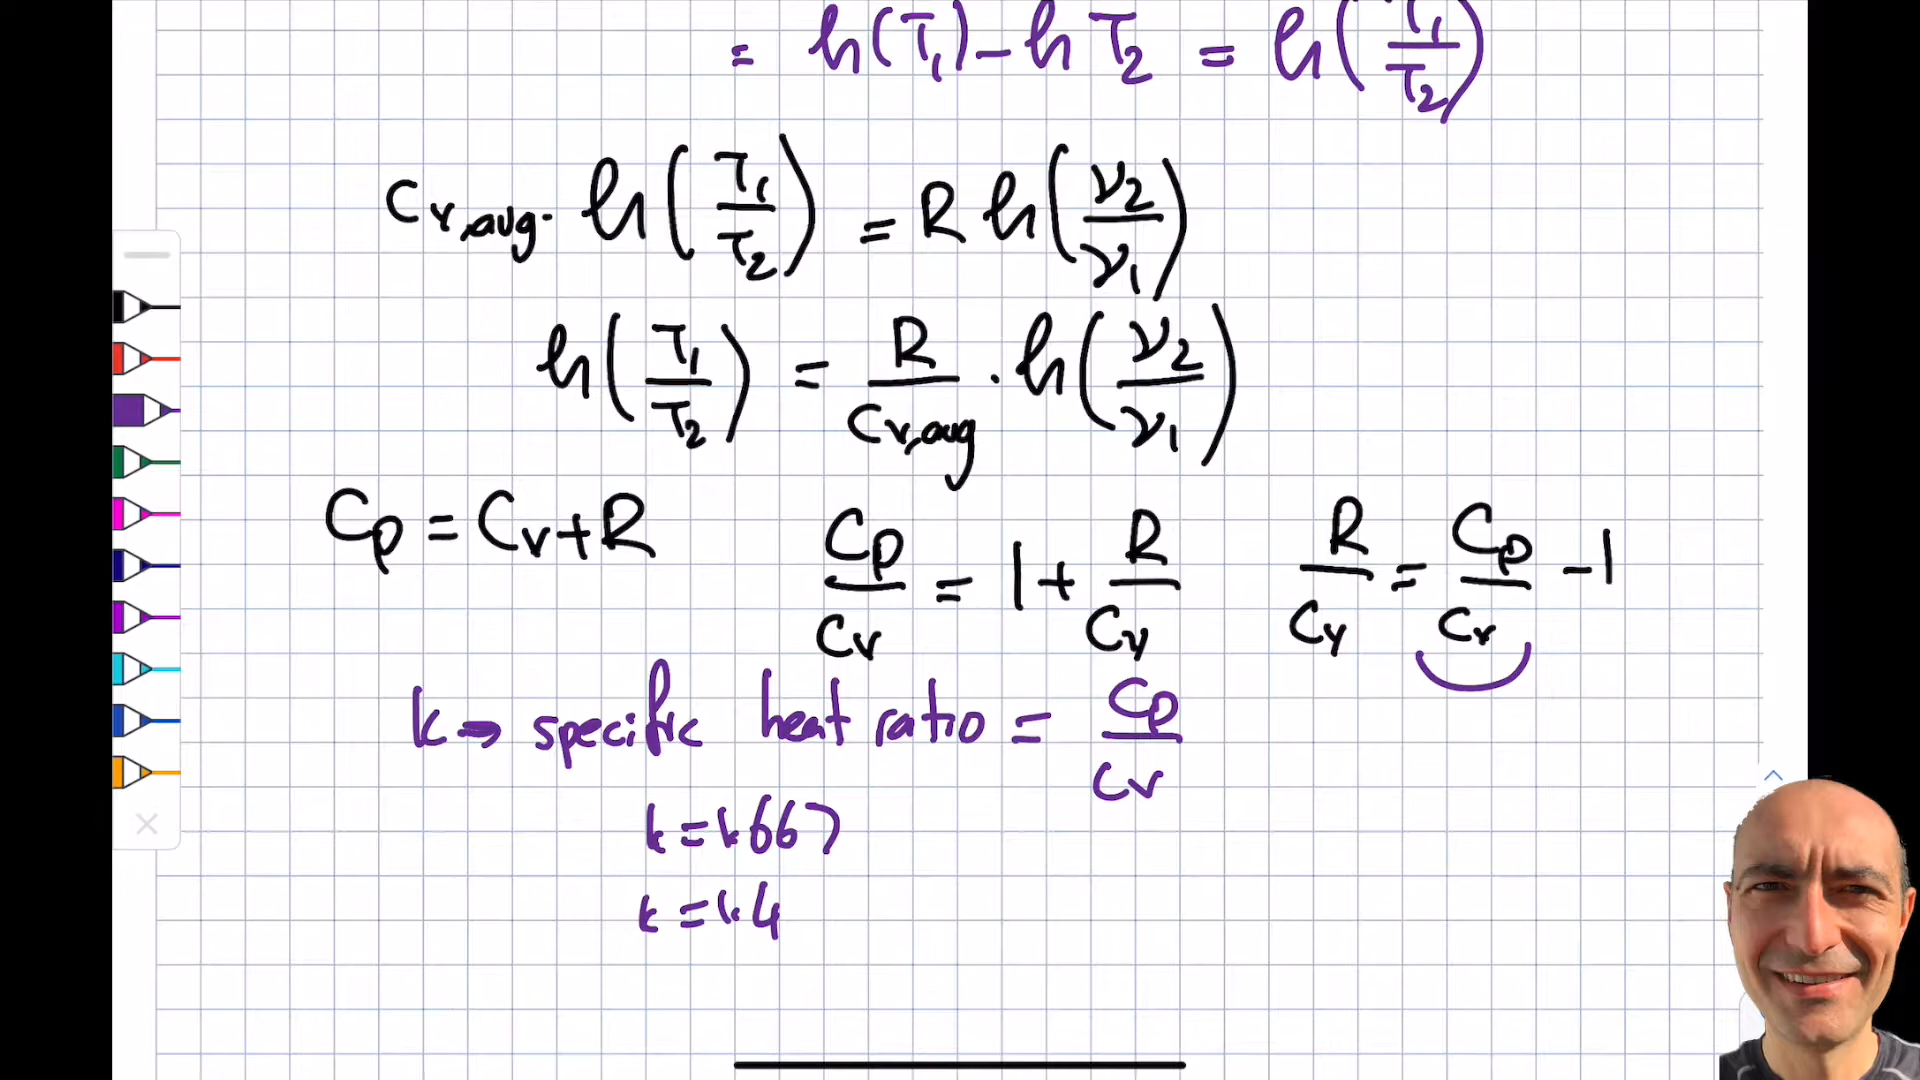 = ln(T₁) - ln T₂ = ln(T₁/T₂)
Cv,avg. ln(T₁/T₂) = R ln(v₂/v₁)
ln(T₁/T₂) = R/Cv,avg . ln(v₂/v₁)
Cp = Cv + R    Cp/Cv = 1 + R/Cv    R/Cv = Cp/Cv - 1
k → specific heat ratio = Cp/Cv
k = 1.667
k = 1.4